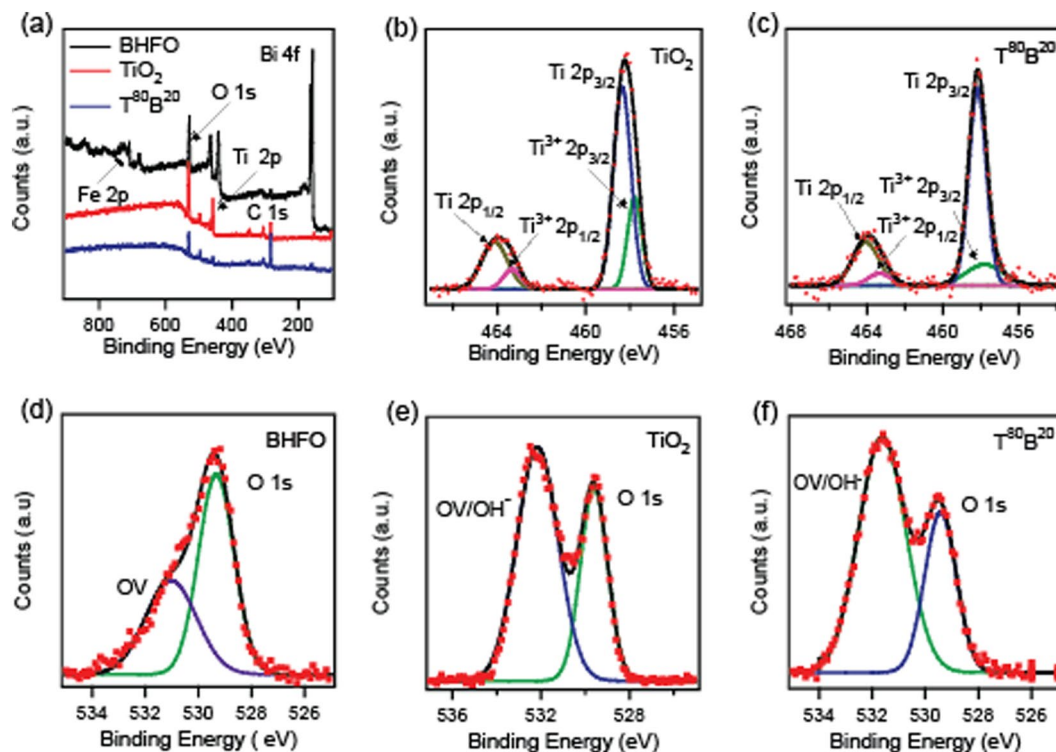 (a)
BHFO
TiO₂
T⁸⁰B²⁰
Bi 4f
O 1s
Ti 2p
Fe 2p
C 1s
Counts (a.u.)
800 600 400 200
Binding Energy (eV)
(b)
TiO₂
Ti 2p₃/₂
Ti³⁺ 2p₃/₂
Ti 2p₁/₂
Ti³⁺ 2p₁/₂
Counts (a.u.)
464 460 456
Binding Energy (eV)
(c)
T⁸⁰B²⁰
Ti 2p₃/₂
Ti 2p₁/₂
Ti³⁺ 2p₃/₂
Ti³⁺ 2p₁/₂
Counts (a.u.)
468 464 460 456
Binding Energy (eV)
(d)
BHFO
O 1s
OV
Counts (a.u)
534 532 530 528 526
Binding Energy ( eV)
(e)
TiO₂
OV/OH⁻
O 1s
Counts (a.u.)
536 532 528
Binding Energy (eV)
(f)
T⁸⁰B²⁰
OV/OH⁻
O 1s
Counts (a.u.)
534 532 530 528 526
Binding Energy (eV)